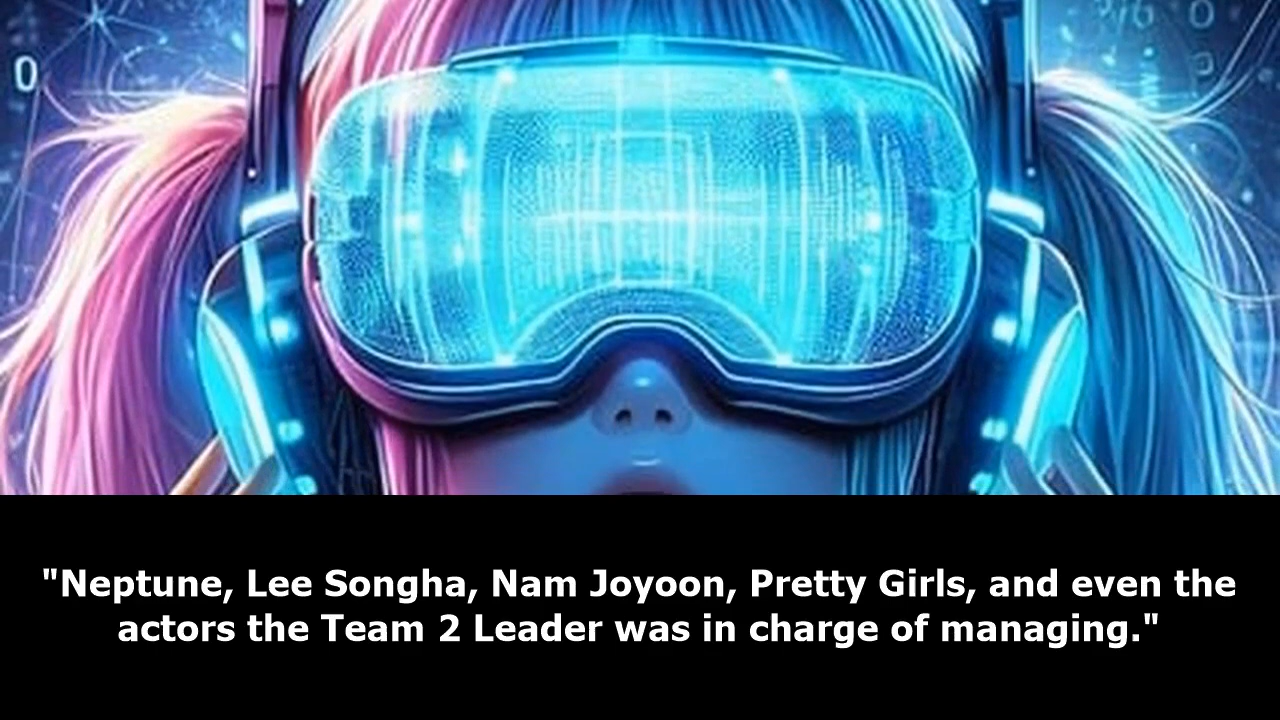 0
"Neptune, Lee Songha, Nam Joyoon, Pretty Girls, and even the
actors the Team 2 Leader was in charge of managing."